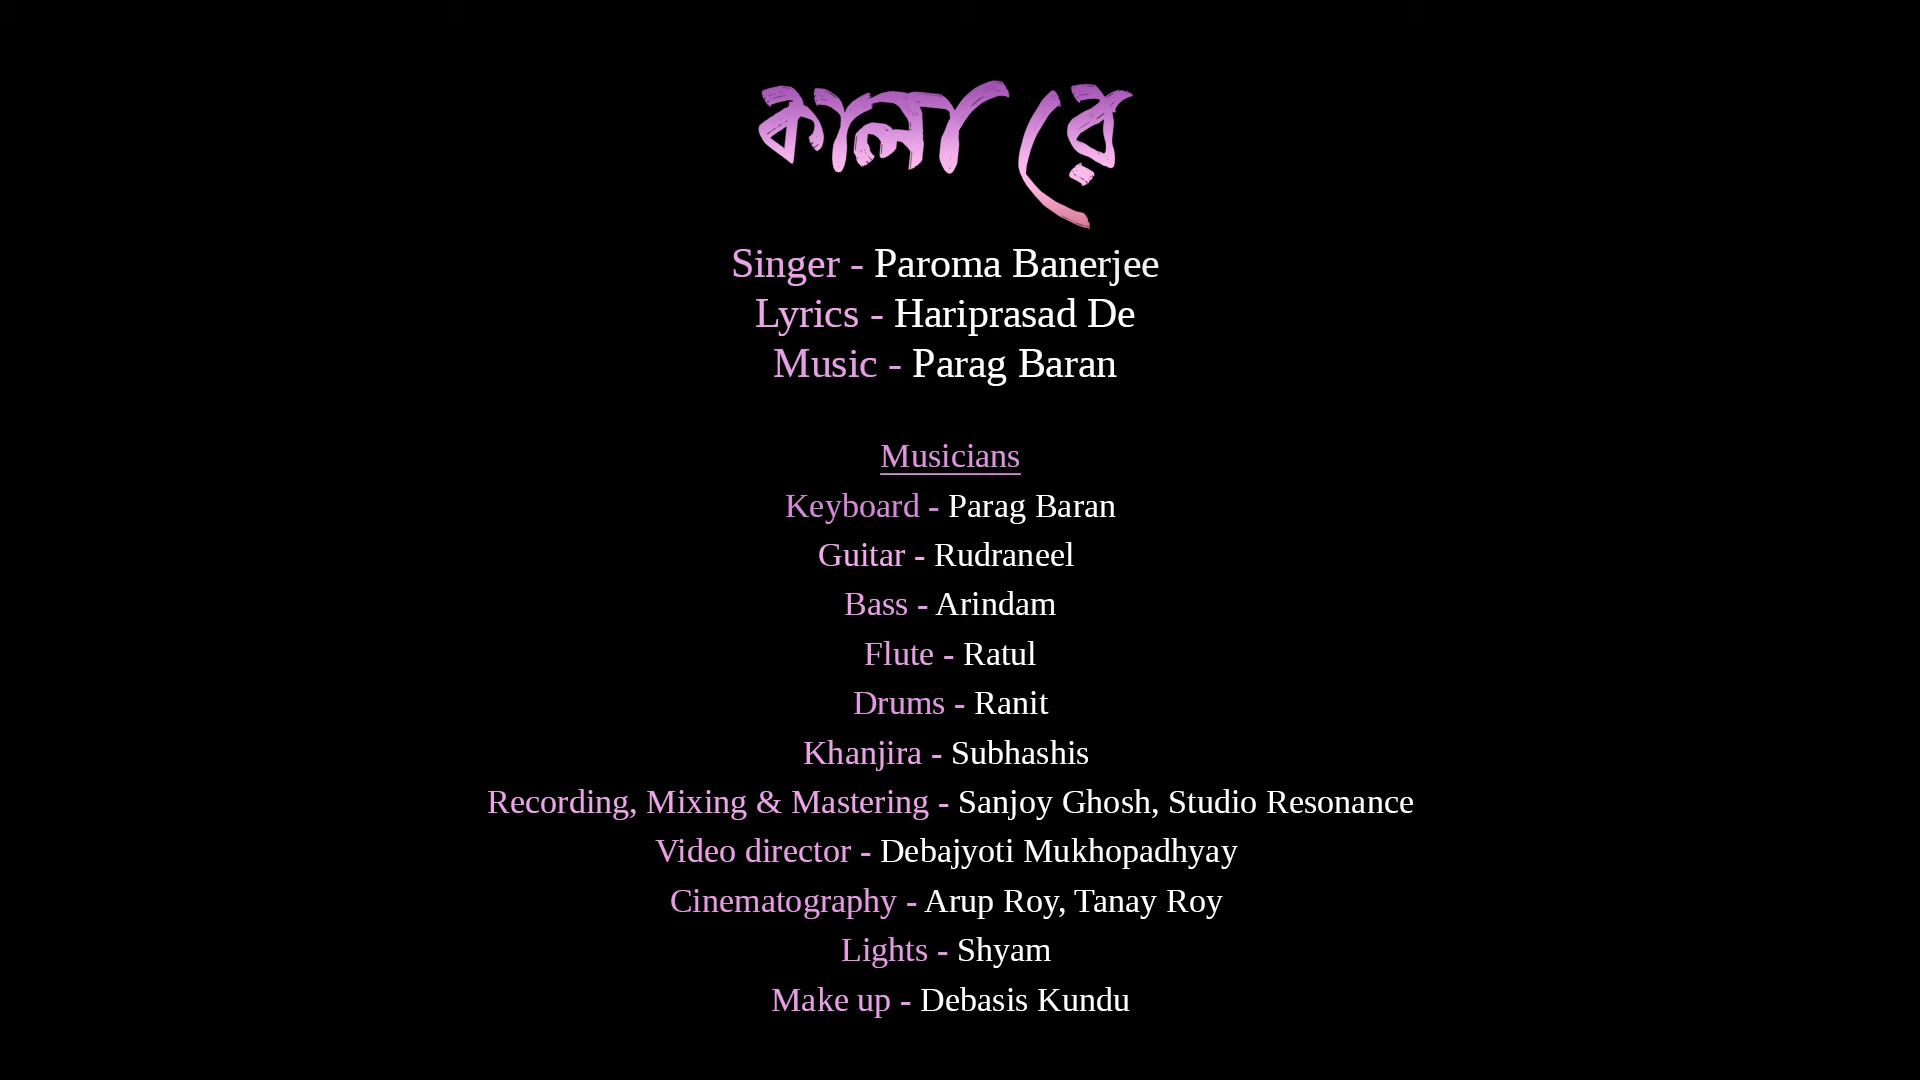 কালা রে
Singer - Paroma Banerjee
Lyrics - Hariprasad De
Music - Parag Baran
Musicians
Keyboard - Parag Baran
Guitar - Rudraneel
Bass - Arindam
Flute - Ratul
Drums - Ranit
Khanjira - Subhashis
Recording, Mixing & Mastering - Sanjoy Ghosh, Studio Resonance
Video director - Debajyoti Mukhopadhyay
Cinematography - Arup Roy, Tanay Roy
Lights - Shyam
Make up - Debasis Kundu